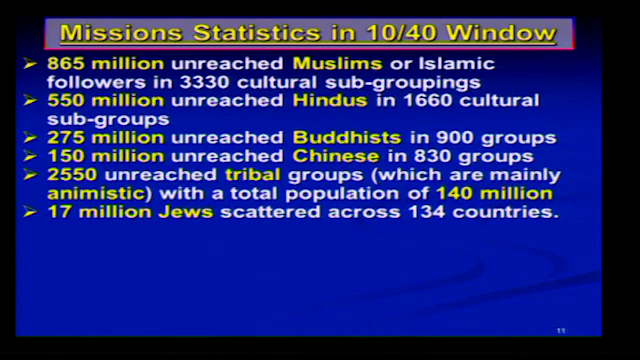 Missions Statistics in 10/40 Window
➢ 865 million unreached Muslims or Islamic
followers in 3330 cultural sub-groupings
➢ 550 million unreached Hindus in 1660 cultural
sub-groups
➢ 275 million unreached Buddhists in 900 groups
➢ 150 million unreached Chinese in 830 groups
➢ 2550 unreached tribal groups (which are mainly
animistic) with a total population of 140 million
➢ 17 million Jews scattered across 134 countries.
11